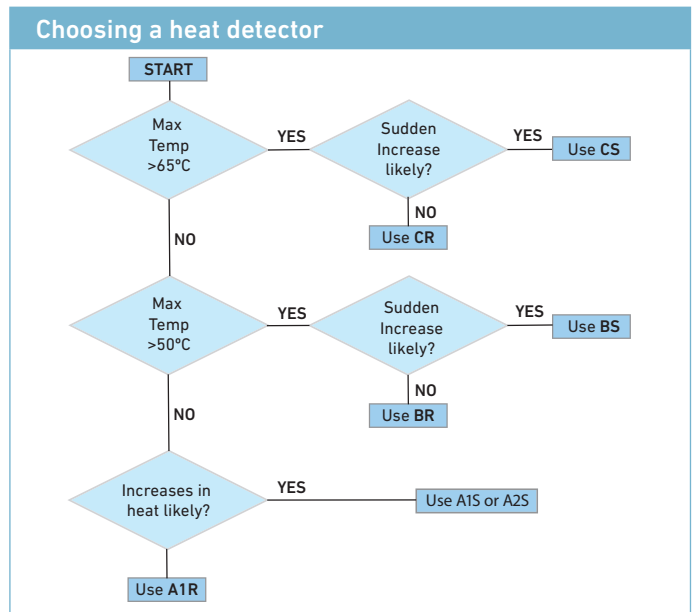 Choosing a heat detector
START
Max
Temp
>65°C
YES
Sudden
Increase
likely?
YES
Use CS
NO
Use CR
NO
Max
Temp
>50°C
YES
Sudden
Increase
likely?
YES
Use BS
NO
Use BR
NO
Increases in
heat likely?
YES
Use A1S or A2S
Use A1R